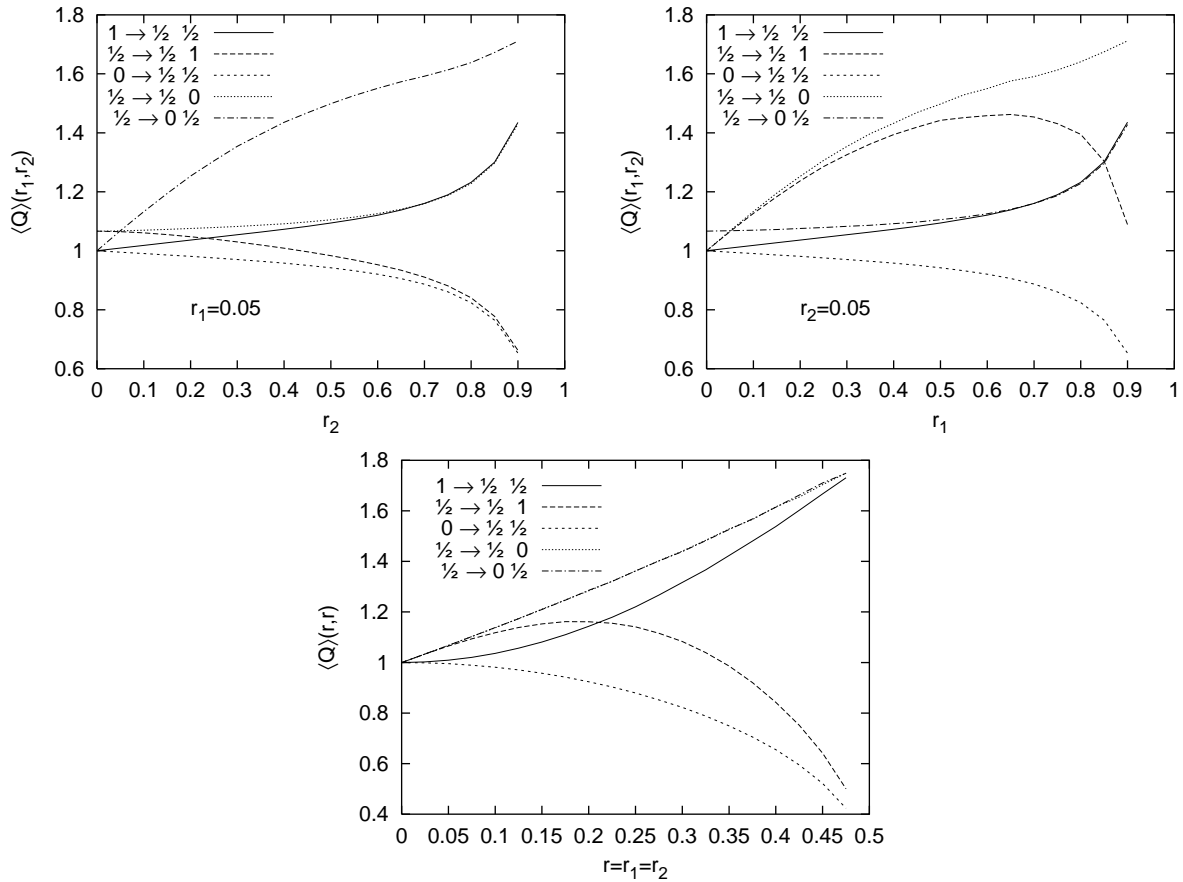 1.8
1.6
1.4
1.2
1
0.8
0.6
⟨Q⟩(r1,r2)
1 → ½ ½
½ → ½ 1
0 → ½ ½
½ → ½ 0
½ → 0 ½
r1=0.05
0 0.1 0.2 0.3 0.4 0.5 0.6 0.7 0.8 0.9 1
r2
1.8
1.6
1.4
1.2
1
0.8
0.6
⟨Q⟩(r1,r2)
1 → ½ ½
½ → ½ 1
0 → ½ ½
½ → ½ 0
½ → 0 ½
r2=0.05
0 0.1 0.2 0.3 0.4 0.5 0.6 0.7 0.8 0.9 1
r1
1.8
1.6
1.4
1.2
1
0.8
0.6
0.4
⟨Q⟩(r,r)
1 → ½ ½
½ → ½ 1
0 → ½ ½
½ → ½ 0
½ → 0 ½
0 0.05 0.1 0.15 0.2 0.25 0.3 0.35 0.4 0.45 0.5
r=r1=r2